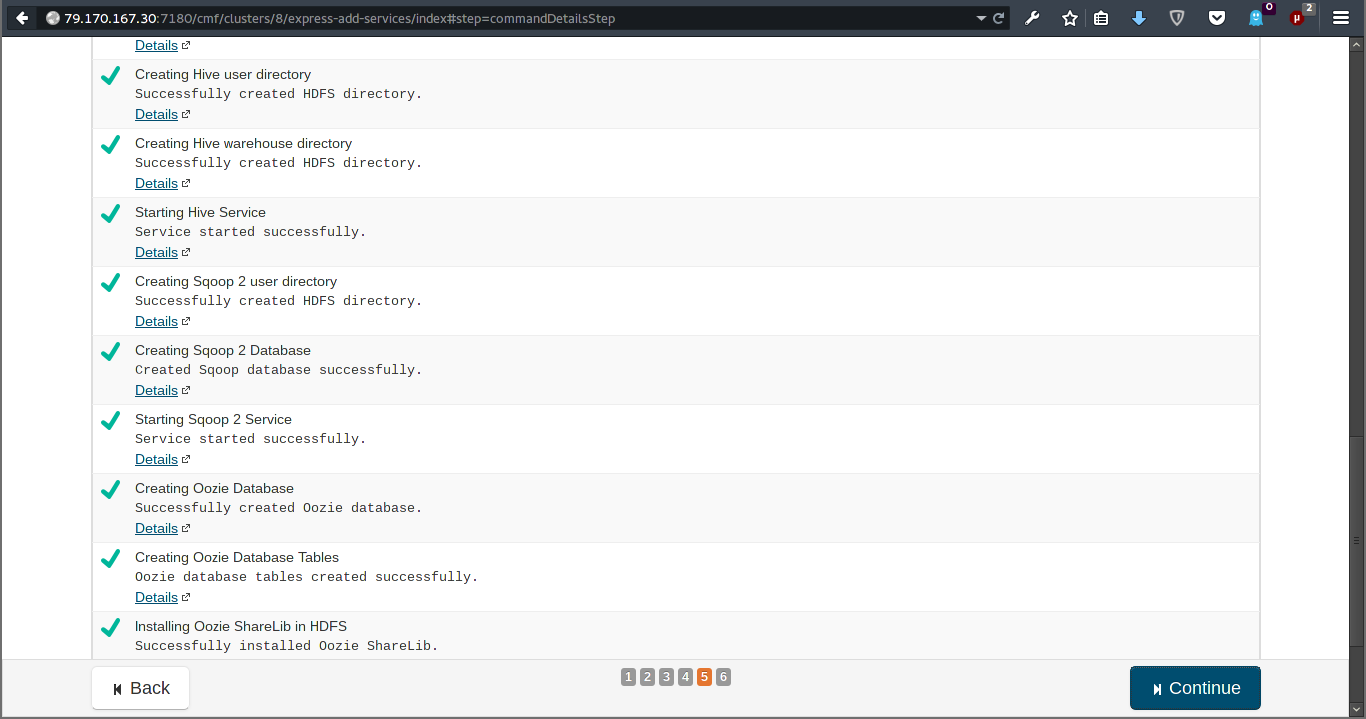 79.170.167.30:7180/cmf/clusters/8/express-add-services/index#step=commandDetailsStep
0
2
Details
Creating Hive user directory
Successfully created HDFS directory.
Details
Creating Hive warehouse directory
Successfully created HDFS directory.
Details
Starting Hive Service
Service started successfully.
Details
Creating Sqoop 2 user directory
Successfully created HDFS directory.
Details
Creating Sqoop 2 Database
Created Sqoop database successfully.
Details
Starting Sqoop 2 Service
Service started successfully.
Details
Creating Oozie Database
Successfully created Oozie database.
Details
Creating Oozie Database Tables
Oozie database tables created successfully.
Details
Installing Oozie ShareLib in HDFS
Successfully installed Oozie ShareLib.
Back
1 2 3 4 5 6
Continue